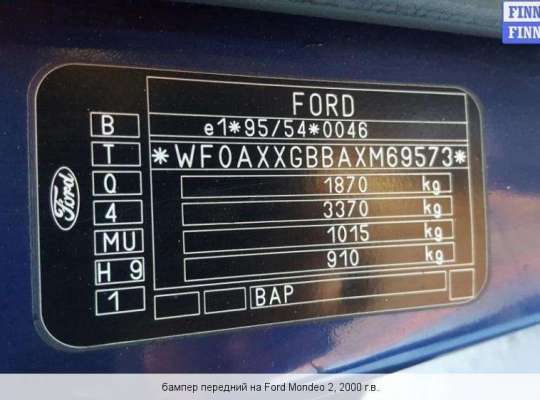 FINN
FINN
FORD
B e1*95/54*0046
T *WF0AXXGBBAXM69573*
Q 1870 kg
4 3370 kg
MU 1015 kg
H 9 910 kg
1 BAP
Ford
бампер передний на Ford Mondeo 2, 2000 г.в.